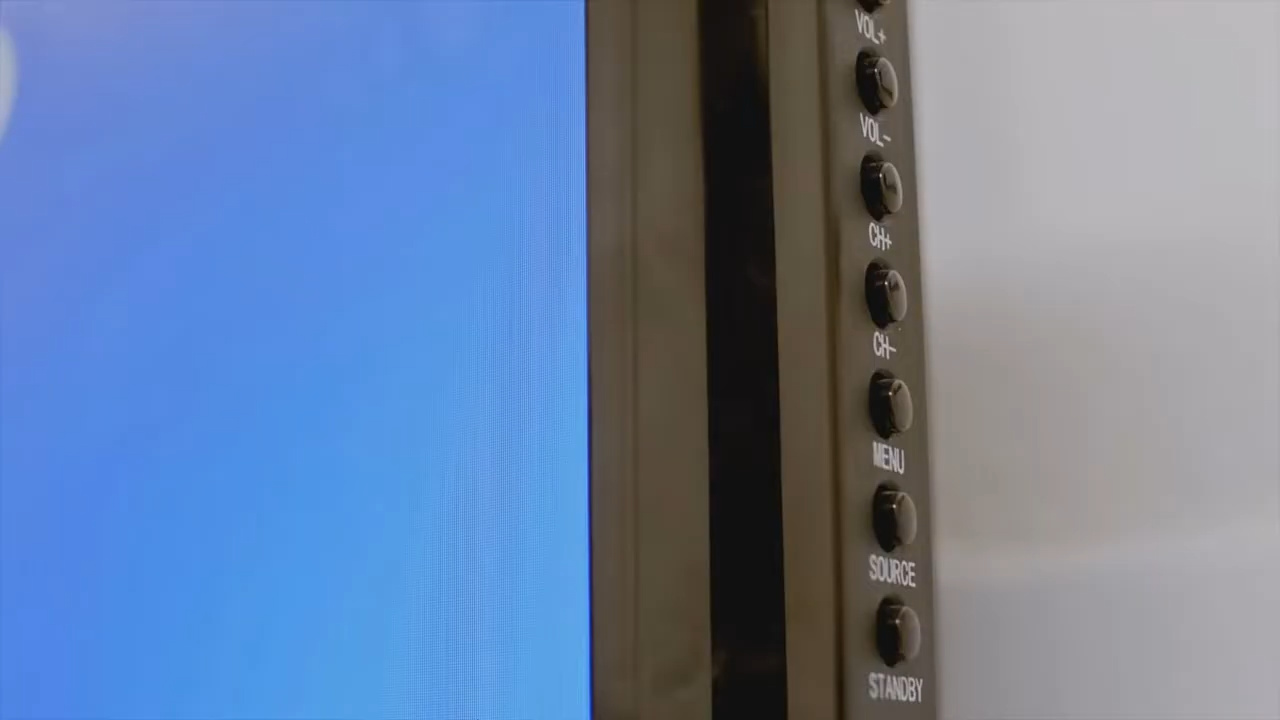 VOL+
VOL-
CH+
CH-
MENU
SOURCE
STANDBY